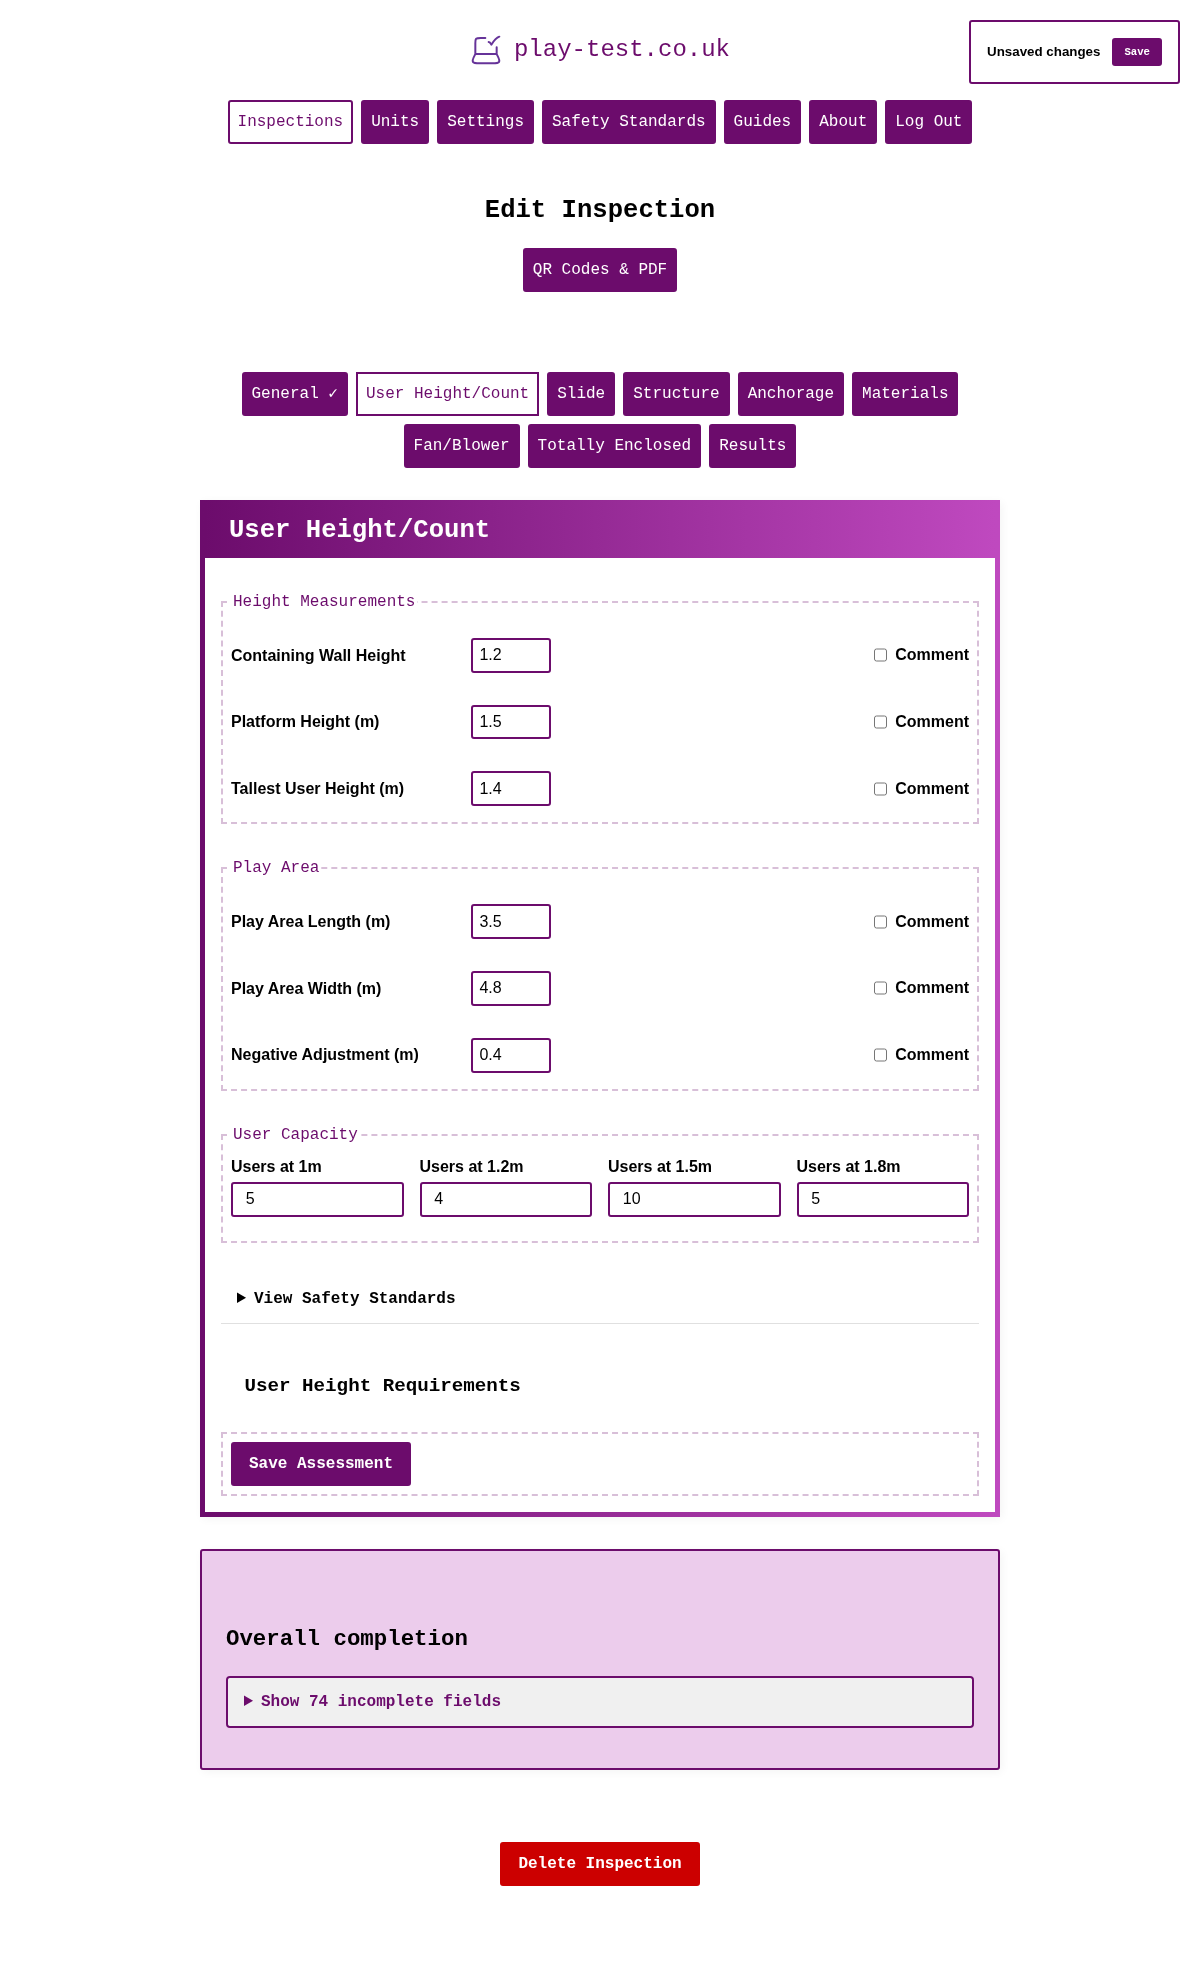 play-test.co.uk
Unsaved changes Save
Inspections Units Settings Safety Standards Guides About Log Out
Edit Inspection
QR Codes & PDF
General ✓ User Height/Count Slide Structure Anchorage Materials
Fan/Blower Totally Enclosed Results
User Height/Count
Height Measurements
Containing Wall Height 1.2 Comment
Platform Height (m) 1.5 Comment
Tallest User Height (m) 1.4 Comment
Play Area
Play Area Length (m) 3.5 Comment
Play Area Width (m) 4.8 Comment
Negative Adjustment (m) 0.4 Comment
User Capacity
Users at 1m Users at 1.2m Users at 1.5m Users at 1.8m
5 4 10 5
View Safety Standards
User Height Requirements
Save Assessment
Overall completion
Show 74 incomplete fields
Delete Inspection